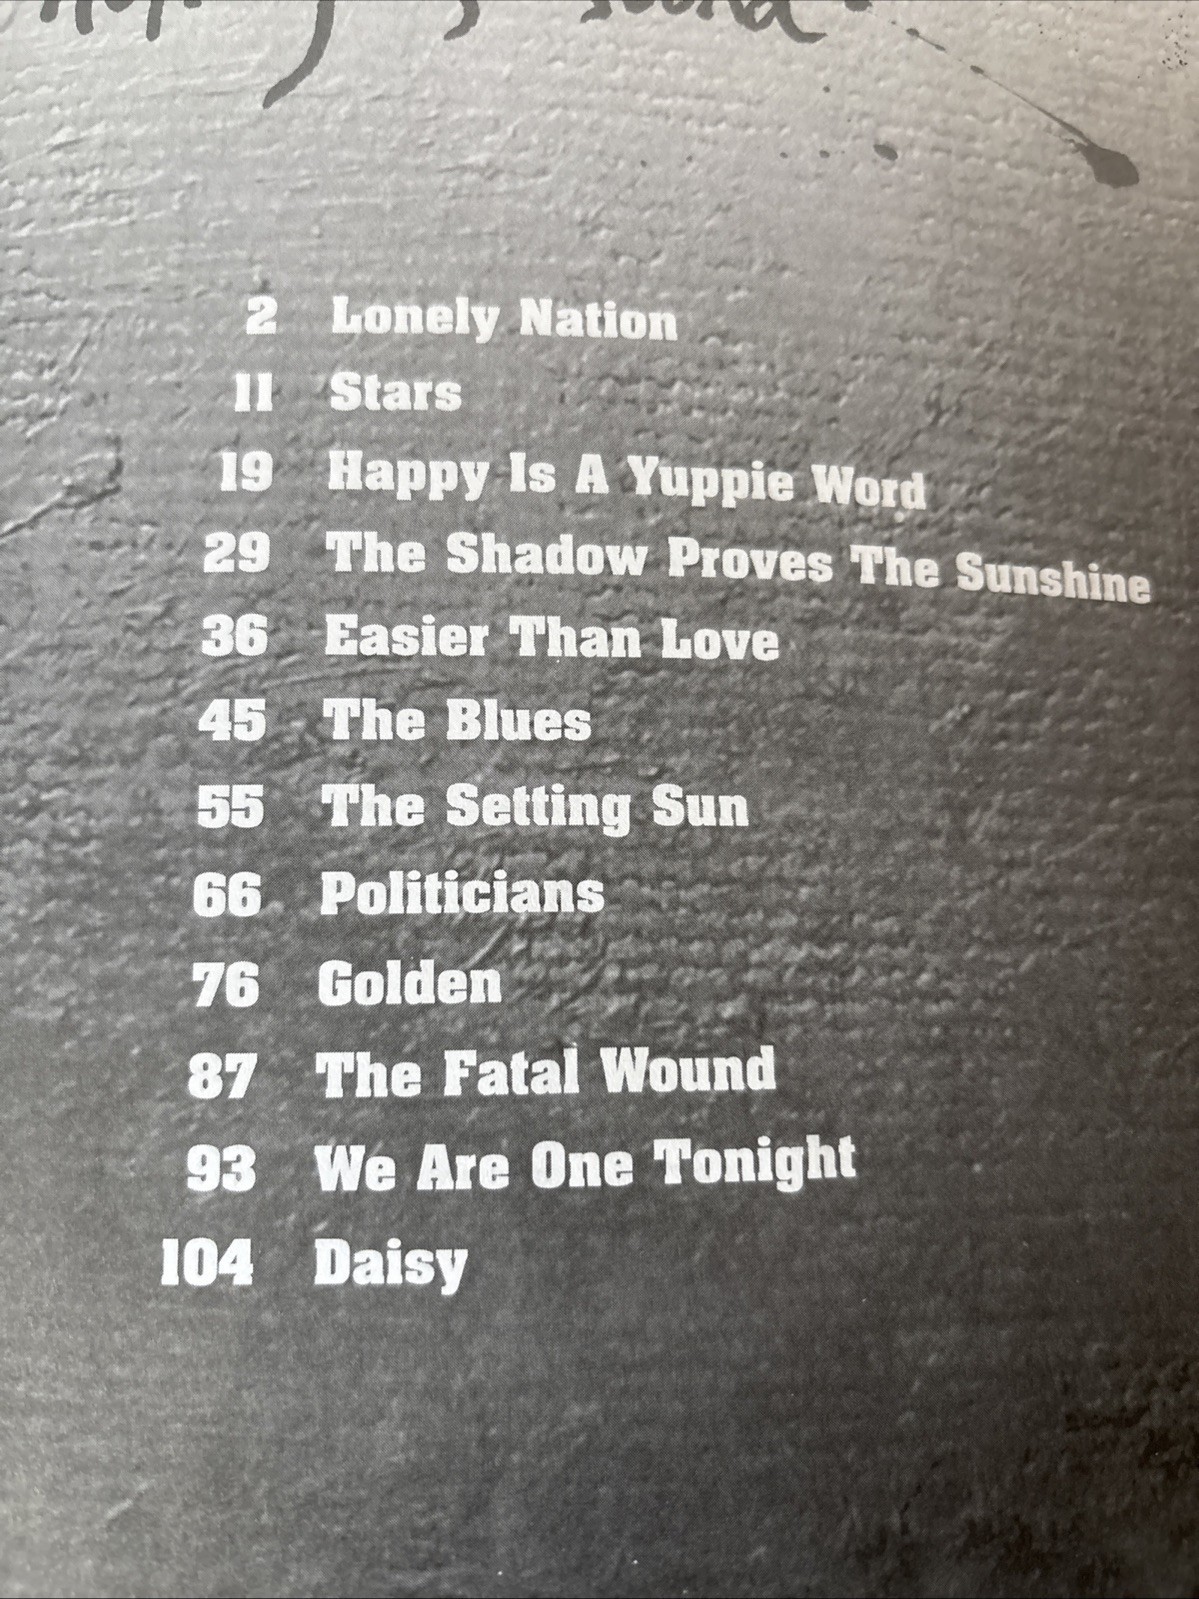 2 Lonely Nation
11 Stars
19 Happy Is A Yuppie Word
29 The Shadow Proves The Sunshine
36 Easier Than Love
45 The Blues
55 The Setting Sun
66 Politicians
76 Golden
87 The Fatal Wound
93 We Are One Tonight
104 Daisy